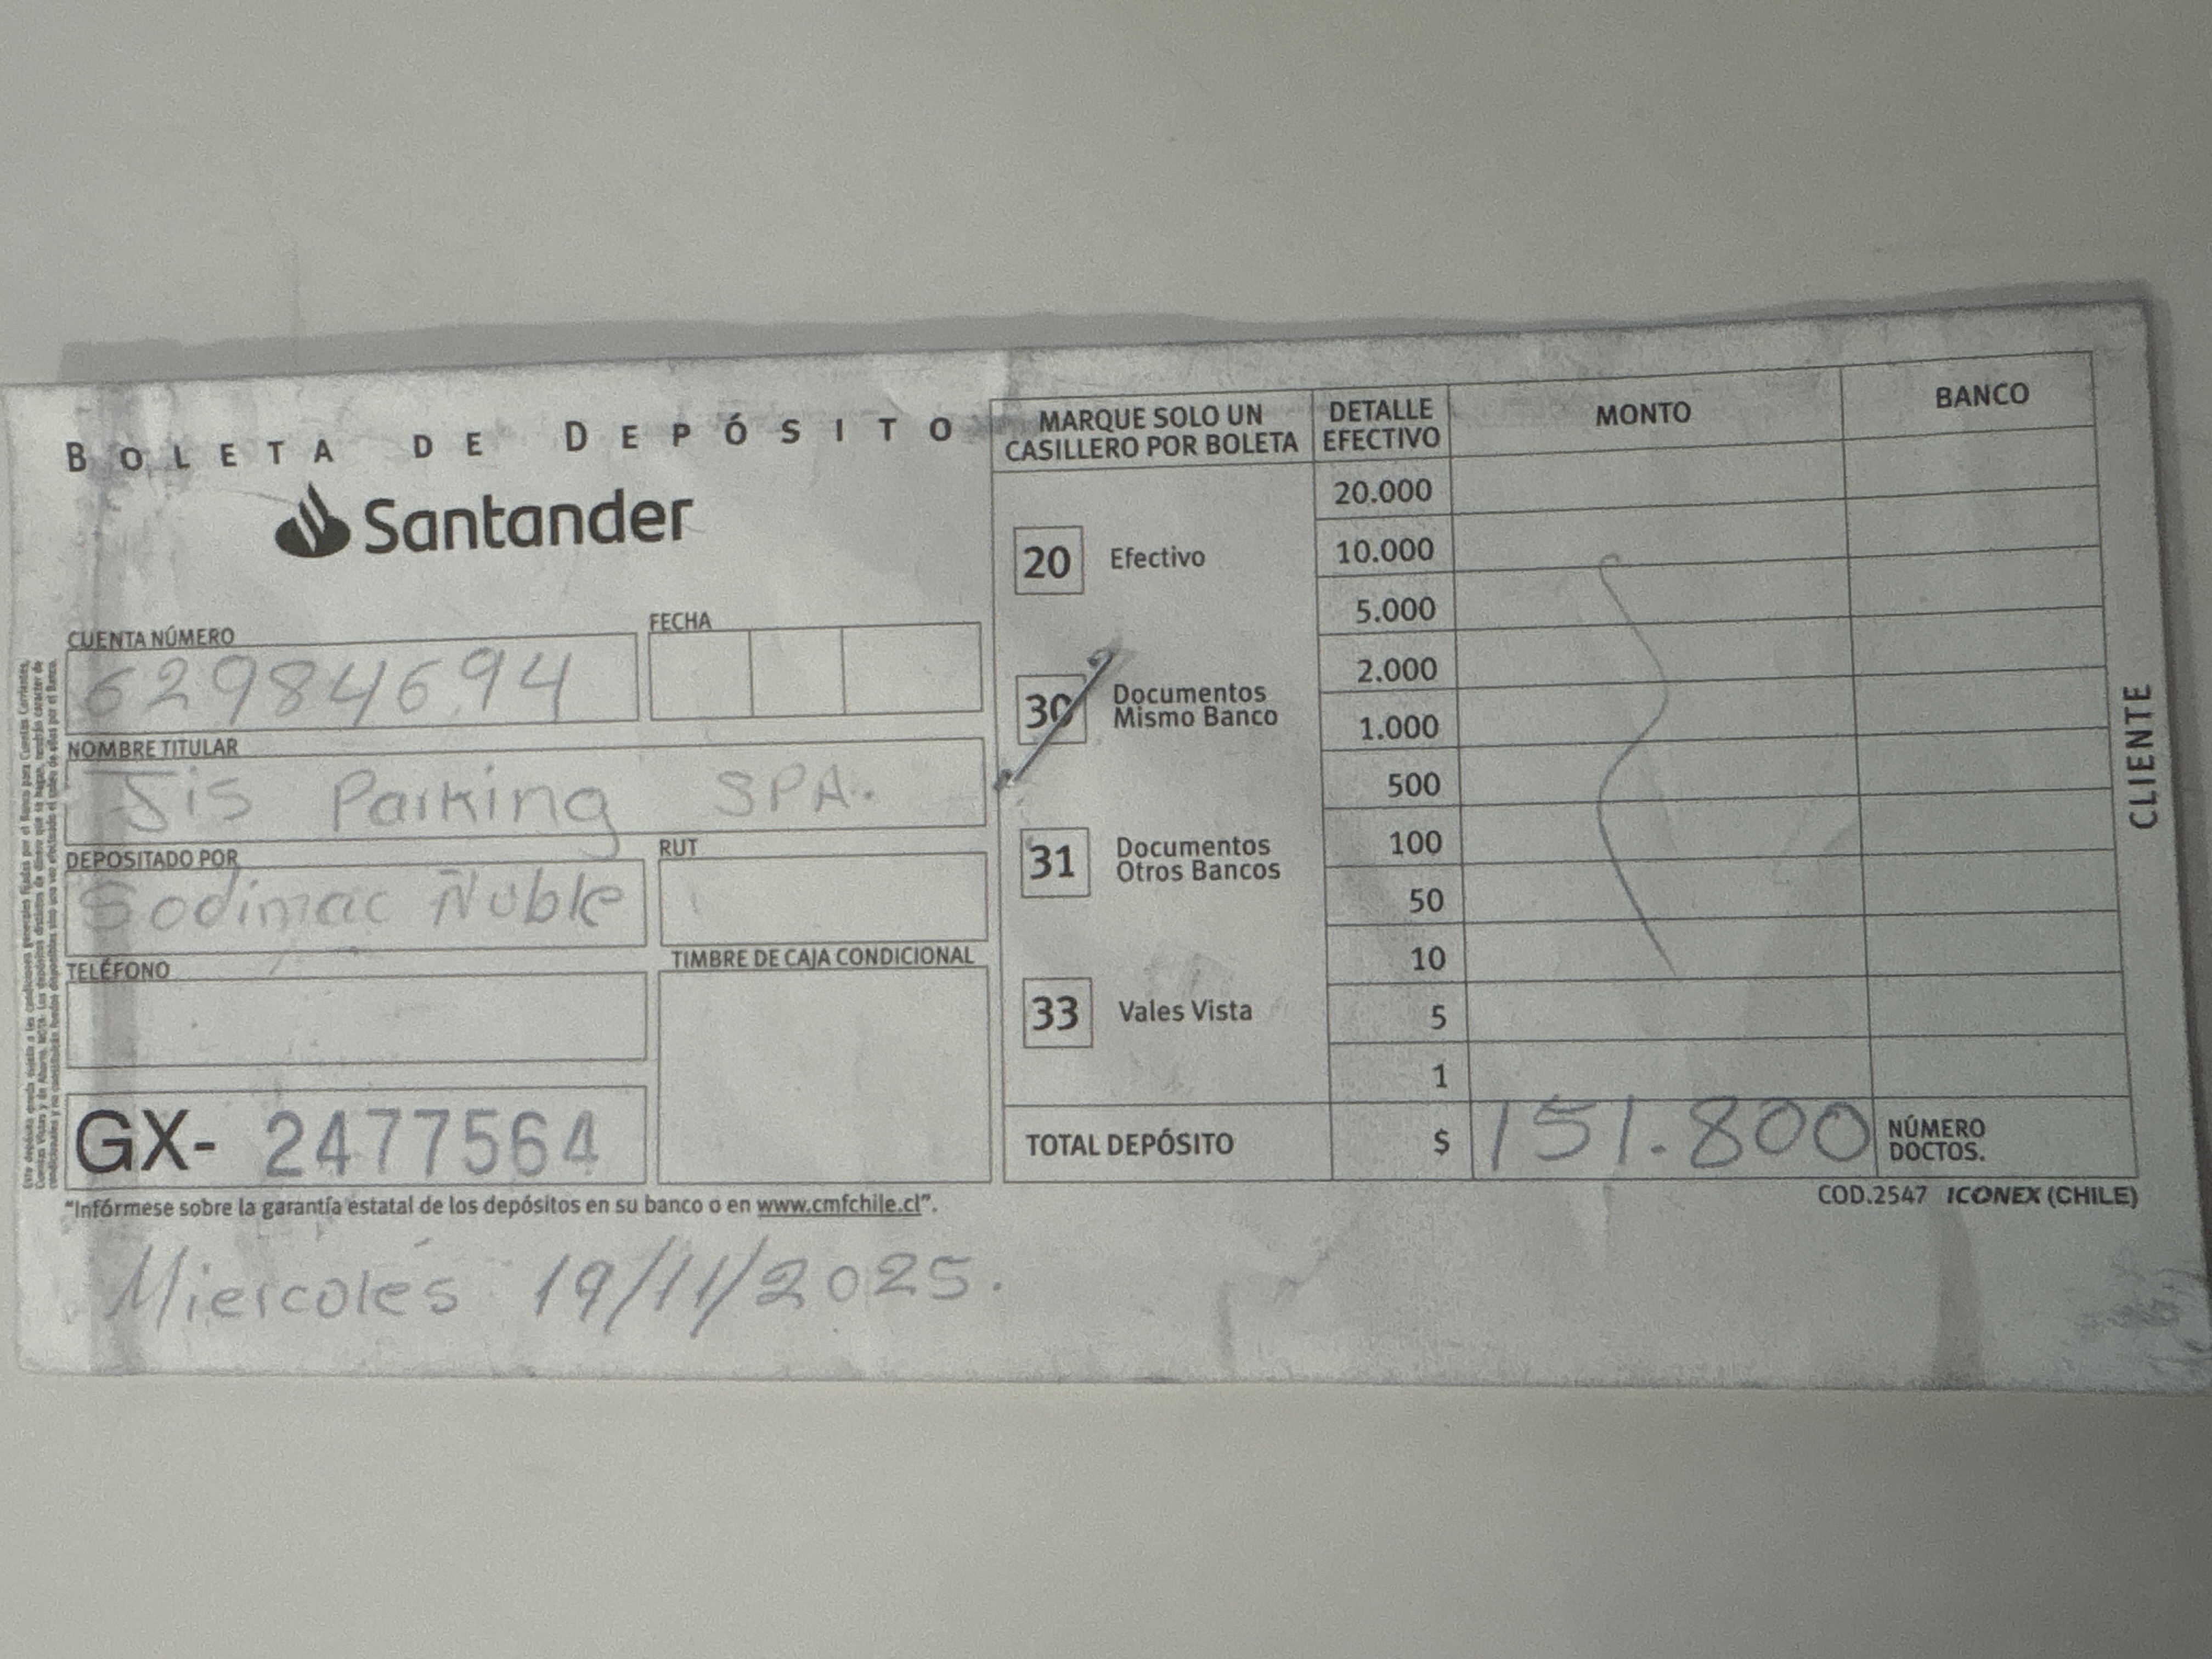 BOLETA DE DEPÓSITO
Santander
CUENTA NÚMERO
62984694
FECHA
NOMBRE TITULAR
Jis Parking SPA.
DEPOSITADO POR
Sodimac Ñuble
RUT
TELÉFONO
TIMBRE DE CAJA CONDICIONAL
GX- 2477564
"Infórmese sobre la garantía estatal de los depósitos en su banco o en www.cmfchile.cl".
Miercoles 19/11/2025.
MARQUE SOLO UN
CASILLERO POR BOLETA
20 Efectivo
30 Documentos
Mismo Banco
31 Documentos
Otros Bancos
33 Vales Vista
DETALLE
EFECTIVO
MONTO
BANCO
20.000
10.000
5.000
2.000
1.000
500
100
50
10
5
1
TOTAL DEPÓSITO $ 151.800
NÚMERO
DOCTOS.
COD.2547 ICONEX (CHILE)
CLIENTE